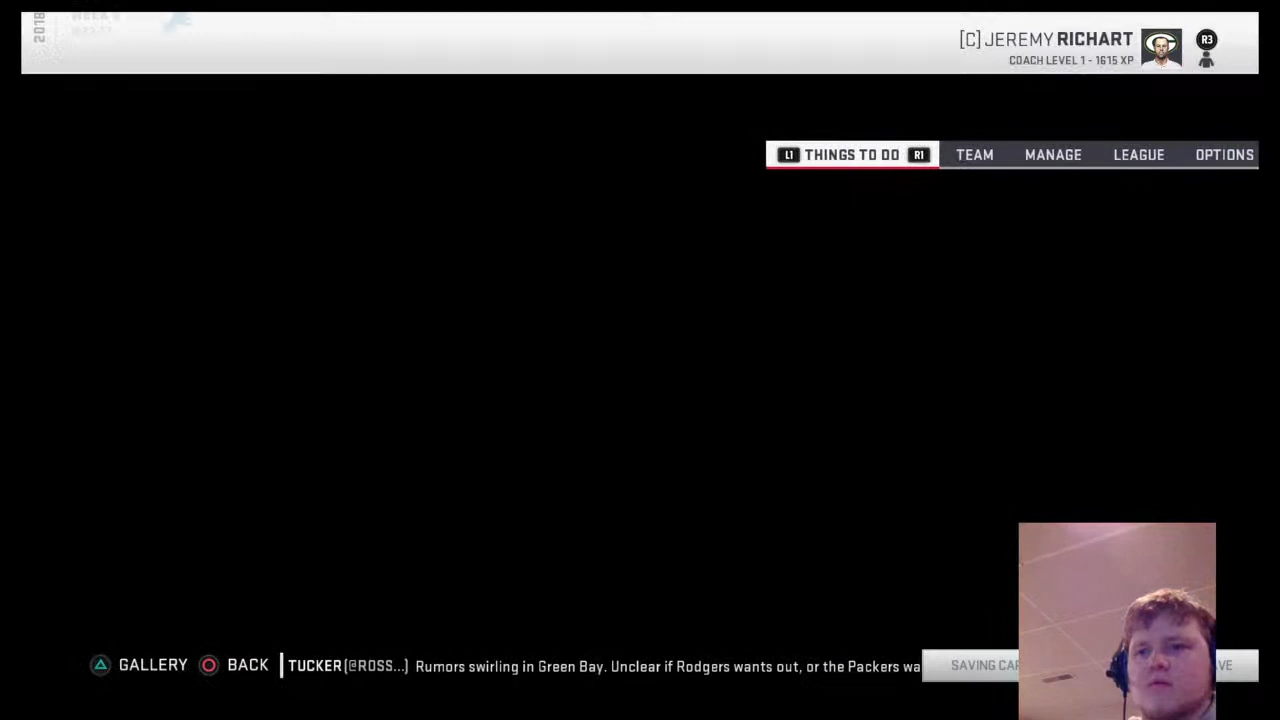 2018
[C] JEREMY RICHART
COACH LEVEL 1 - 1615 XP
R3
L1 THINGS TO DO R1
TEAM
MANAGE
LEAGUE
OPTIONS
GALLERY
BACK
TUCKER (@ROSS...) Rumors swirling in Green Bay. Unclear if Rodgers wants out, or the Packers wa
SAVING